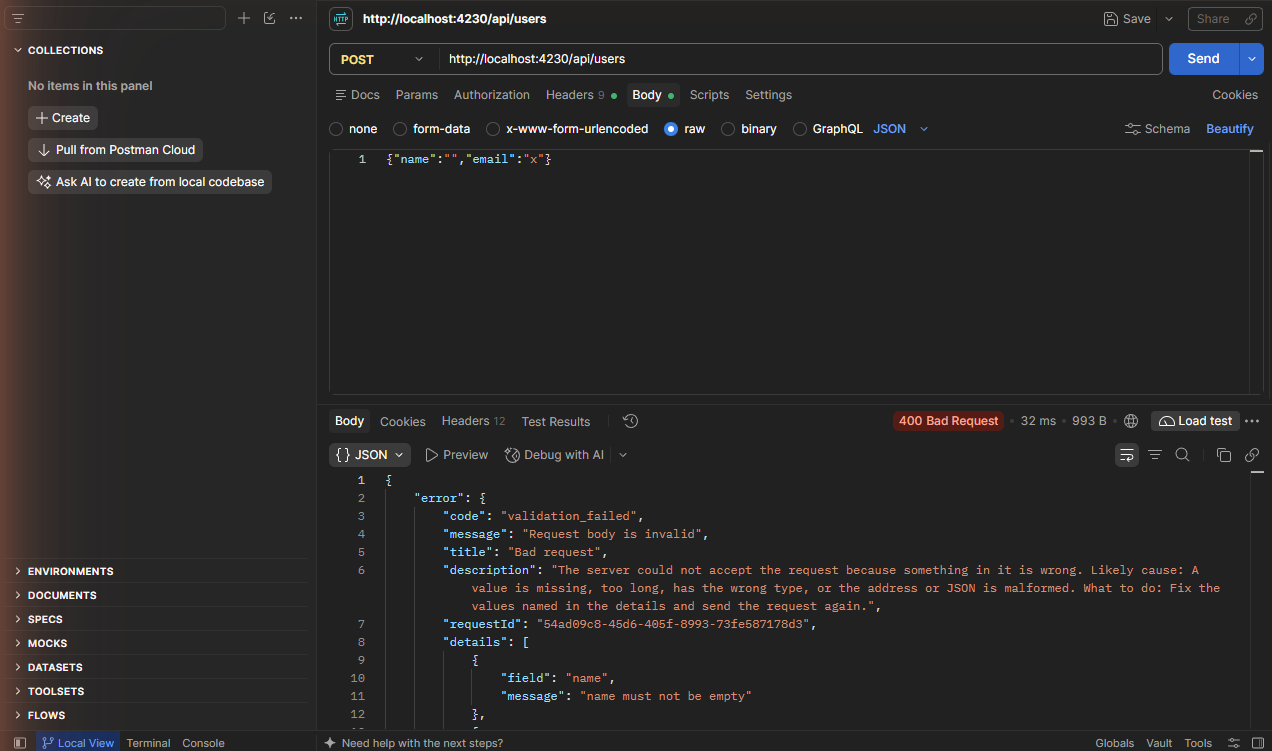 COLLECTIONS
No items in this panel
Create
Pull from Postman Cloud
Ask AI to create from local codebase
ENVIRONMENTS
DOCUMENTS
SPECS
MOCKS
DATASETS
TOOLSETS
FLOWS
HTTP http://localhost:4230/api/users
Save Share
POST http://localhost:4230/api/users Send
Docs Params Authorization Headers 9 Body Scripts Settings Cookies
none form-data x-www-form-urlencoded raw binary GraphQL JSON Schema Beautify
1 {"name":"","email":"x"}
Body Cookies Headers 12 Test Results 400 Bad Request 32 ms 993 B Load test
{} JSON Preview Debug with AI
1 {
2 "error": {
3 "code": "validation_failed",
4 "message": "Request body is invalid",
5 "title": "Bad request",
6 "description": "The server could not accept the request because something in it is wrong. Likely cause: A
value is missing, too long, has the wrong type, or the address or JSON is malformed. What to do: Fix the
values named in the details and send the request again.",
7 "requestId": "54ad09c8-45d6-405f-8993-73fe587178d3",
8 "details": [
9 {
10 "field": "name",
11 "message": "name must not be empty"
12 },
Local View Terminal Console Need help with the next steps? Globals Vault Tools